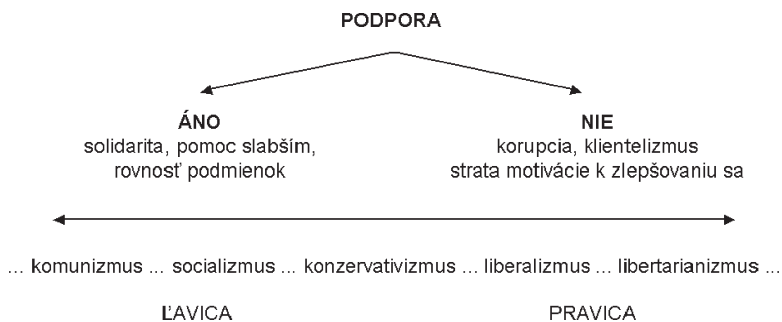 PODPORA
ÁNO
solidarita, pomoc slabším,
rovnosť podmienok
NIE
korupcia, klientelizmus
strata motivácie k zlepšovaniu sa
... komunizmus ... socializmus ... konzervativizmus ... liberalizmus ... libertarianizmus ...
ĽAVICA
PRAVICA